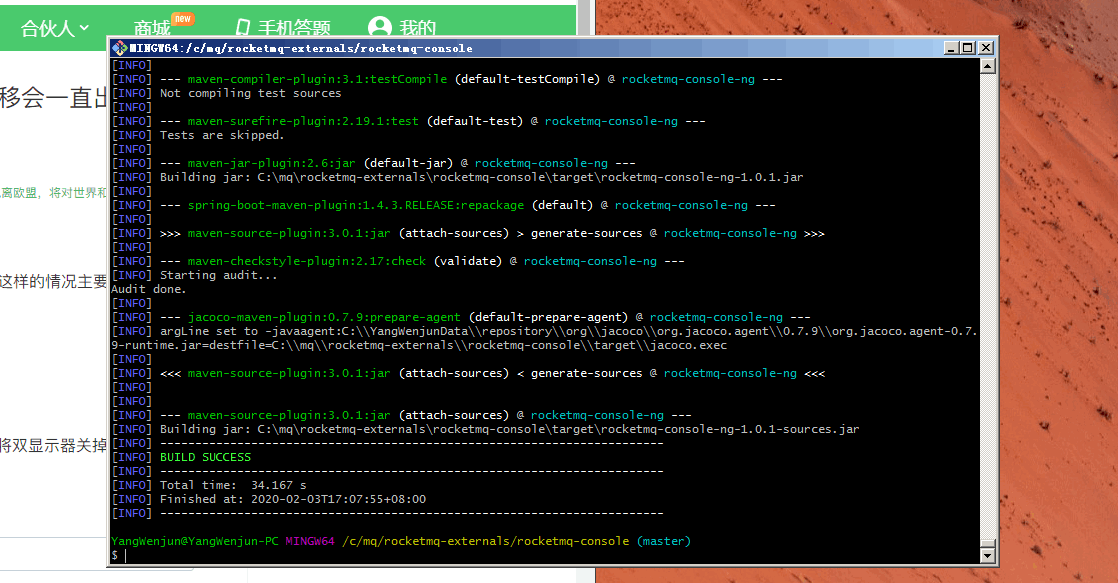 合伙人
商城
new
手机答题
我的
移会一直出
离欧盟，将对世界和
这样的情况主要
将双显示器关掉
MINGW64:/c/mq/rocketmq-externals/rocketmq-console
[INFO]
[INFO] --- maven-compiler-plugin:3.1:testCompile (default-testCompile) @ rocketmq-console-ng ---
[INFO] Not compiling test sources
[INFO]
[INFO] --- maven-surefire-plugin:2.19.1:test (default-test) @ rocketmq-console-ng ---
[INFO] Tests are skipped.
[INFO]
[INFO] --- maven-jar-plugin:2.6:jar (default-jar) @ rocketmq-console-ng ---
[INFO] Building jar: C:\mq\rocketmq-externals\rocketmq-console\target\rocketmq-console-ng-1.0.1.jar
[INFO]
[INFO] --- spring-boot-maven-plugin:1.4.3.RELEASE:repackage (default) @ rocketmq-console-ng ---
[INFO]
[INFO] >>> maven-source-plugin:3.0.1:jar (attach-sources) > generate-sources @ rocketmq-console-ng >>>
[INFO]
[INFO] --- maven-checkstyle-plugin:2.17:check (validate) @ rocketmq-console-ng ---
[INFO] Starting audit...
Audit done.
[INFO]
[INFO] --- jacoco-maven-plugin:0.7.9:prepare-agent (default-prepare-agent) @ rocketmq-console-ng ---
[INFO] argLine set to -javaagent:C:\\YangWenjunData\\repository\\org\\jacoco\\org.jacoco.agent\\0.7.9\\org.jacoco.agent-0.7.
9-runtime.jar=destfile=C:\\mq\\rocketmq-externals\\rocketmq-console\\target\\jacoco.exec
[INFO]
[INFO] <<< maven-source-plugin:3.0.1:jar (attach-sources) < generate-sources @ rocketmq-console-ng <<<
[INFO]
[INFO]
[INFO] --- maven-source-plugin:3.0.1:jar (attach-sources) @ rocketmq-console-ng ---
[INFO] Building jar: C:\mq\rocketmq-externals\rocketmq-console\target\rocketmq-console-ng-1.0.1-sources.jar
[INFO] ------------------------------------------------------------------------
[INFO] BUILD SUCCESS
[INFO] ------------------------------------------------------------------------
[INFO] Total time:  34.167 s
[INFO] Finished at: 2020-02-03T17:07:55+08:00
[INFO] ------------------------------------------------------------------------
YangWenjun@YangWenjun-PC MINGW64 /c/mq/rocketmq-externals/rocketmq-console (master)
$